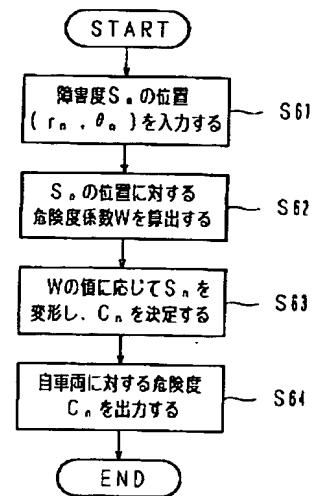 START
障害度Sₙの位置
(rₙ,θₙ)を入力する
S61
Sₙの位置に対する
危険度係数Wを算出する
S62
Wの値に応じてSₙを
変形し、Cₙを決定する
S63
自車両に対する危険度
Cₙを出力する
S64
END